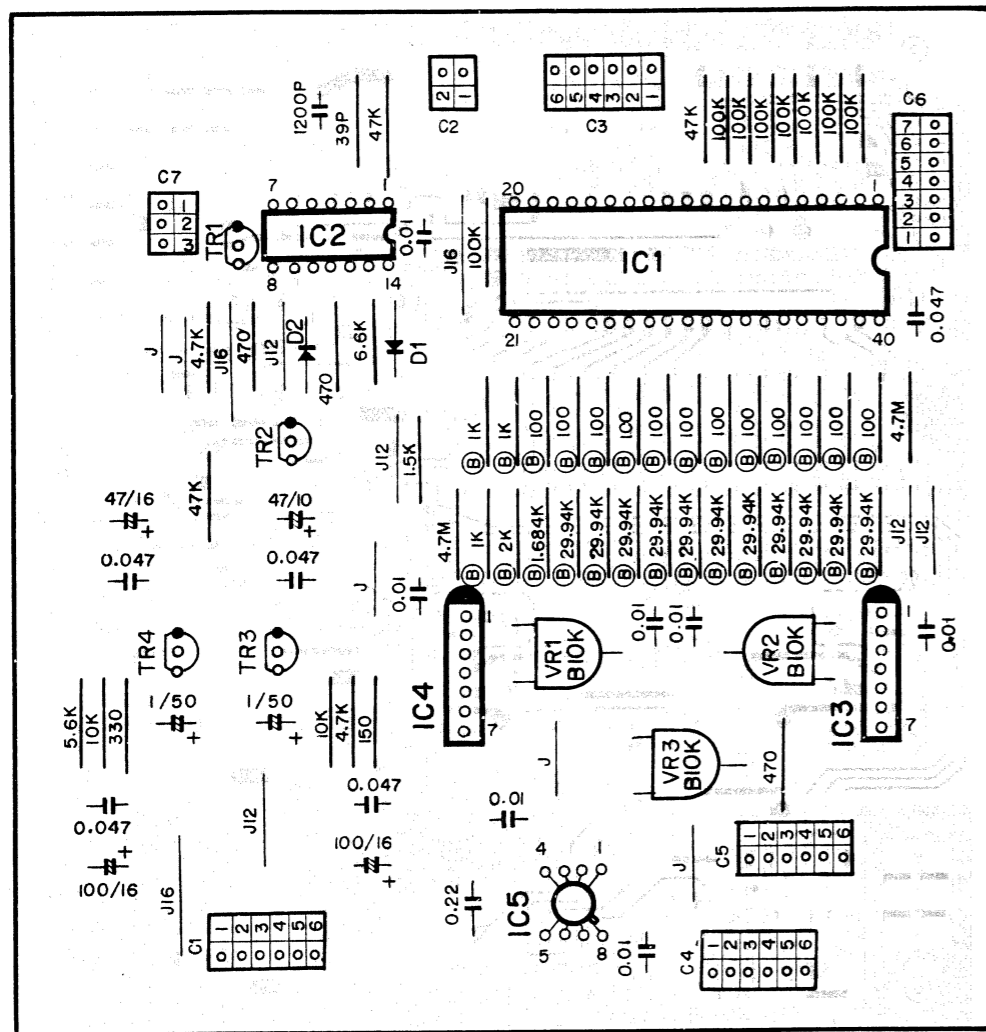 1200P
39P
47K
C2
2 1
C3
6 5 4 3 2 1
47K
100K
100K
100K
100K
100K
100K
100K
C6
7
6
5
4
3
2
1
C7
1
2
3
TR1
7
1
IC2
8
14
0.01
J16
100K
20
1
IC1
21
40
0.047
J
J
4.7K
J16
470
J12
D2
470
6.6K
D1
TR2
J12
1.5K
B 1K
B 1K
B 100
B 100
B 100
B 100
B 100
B 100
B 100
B 100
B 100
B 100
B 100
B 100
B 100
4.7M
47/16
+
47K
47/10
+
0.047
0.047
J
0.01
4.7M
B 1K
B 2K
B 1.684K
B 29.94K
B 29.94K
B 29.94K
B 29.94K
B 29.94K
B 29.94K
B 29.94K
B 29.94K
B 29.94K
B 29.94K
B 29.94K
J12
J12
TR4
TR3
1/50
+
1/50
+
5.6K
10K
330
10K
4.7K
150
IC4
1
7
VR1
B10K
0.01
0.01
VR2
B10K
IC3
1
7
0.01
VR3
B10K
J
470
0.047
100/16
+
J12
0.047
100/16
+
0.01
J16
C1
1 2 3 4 5 6
0.22
IC5
4
1
5
8
0.01
J
C5
1 2 3 4 5 6
C4
1 2 3 4 5 6